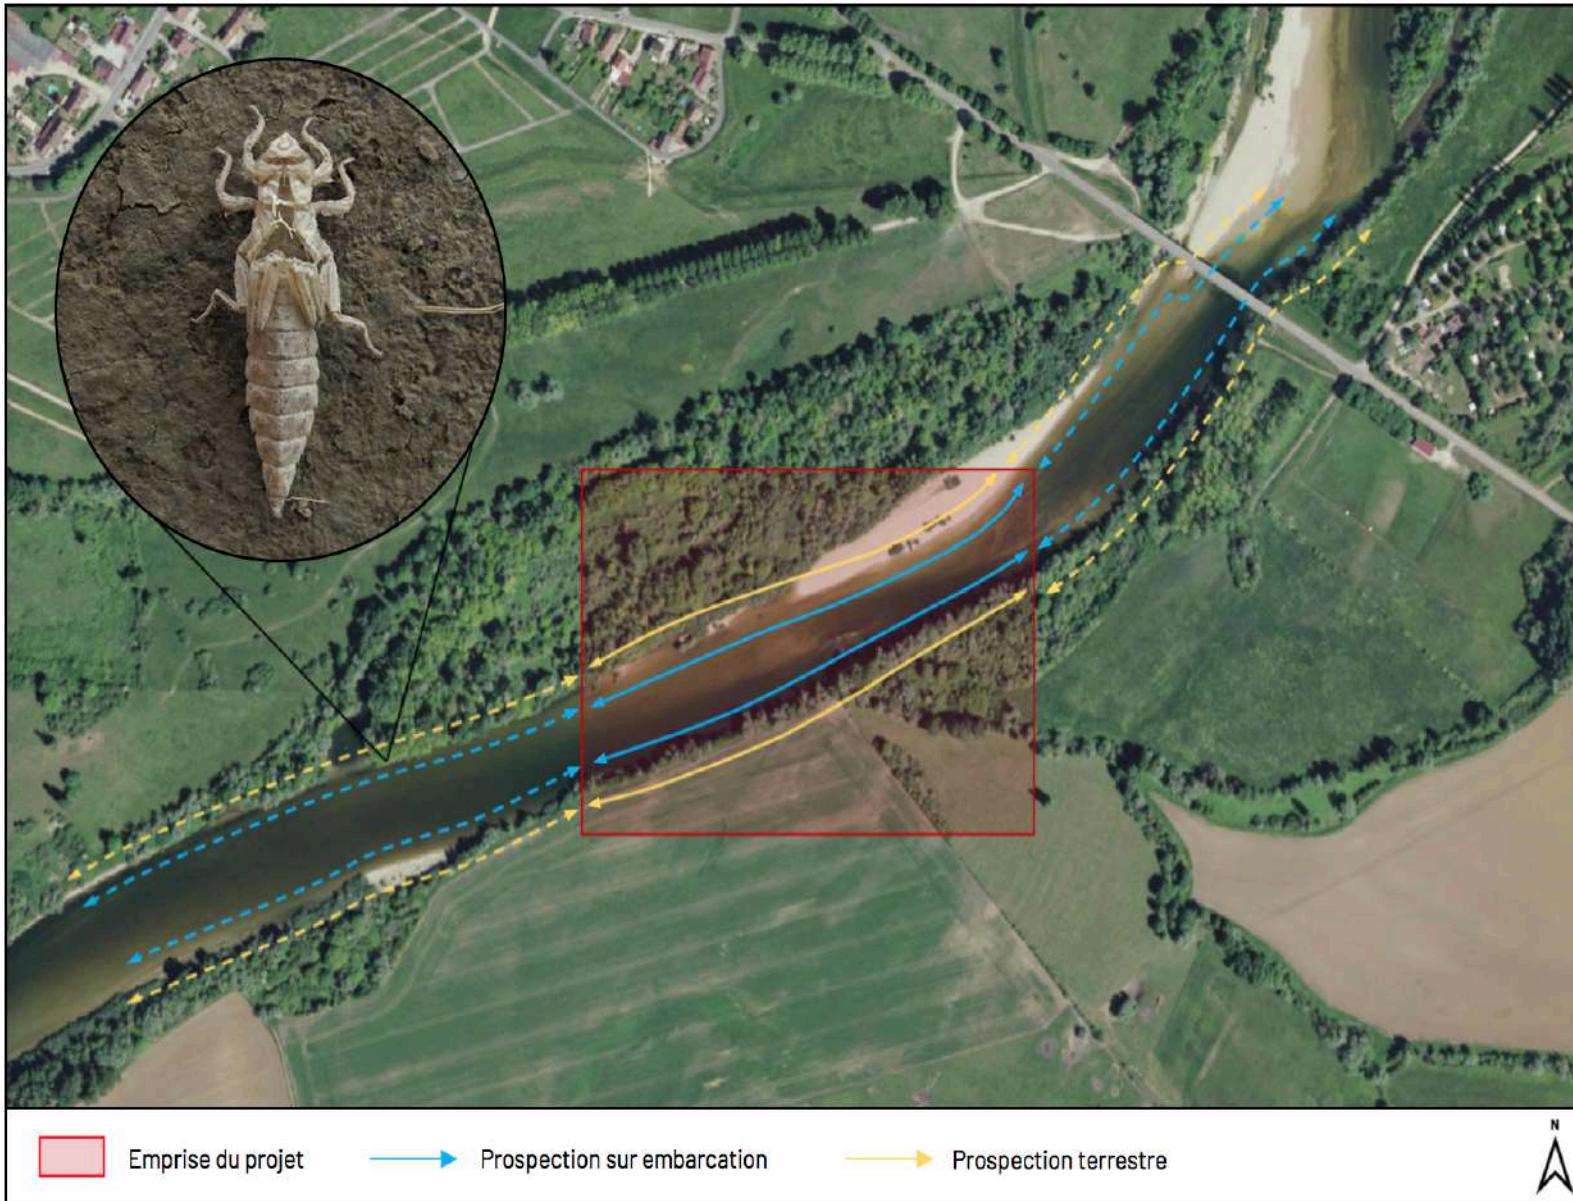 N
Emprise du projet
Prospection sur embarcation
Prospection terrestre